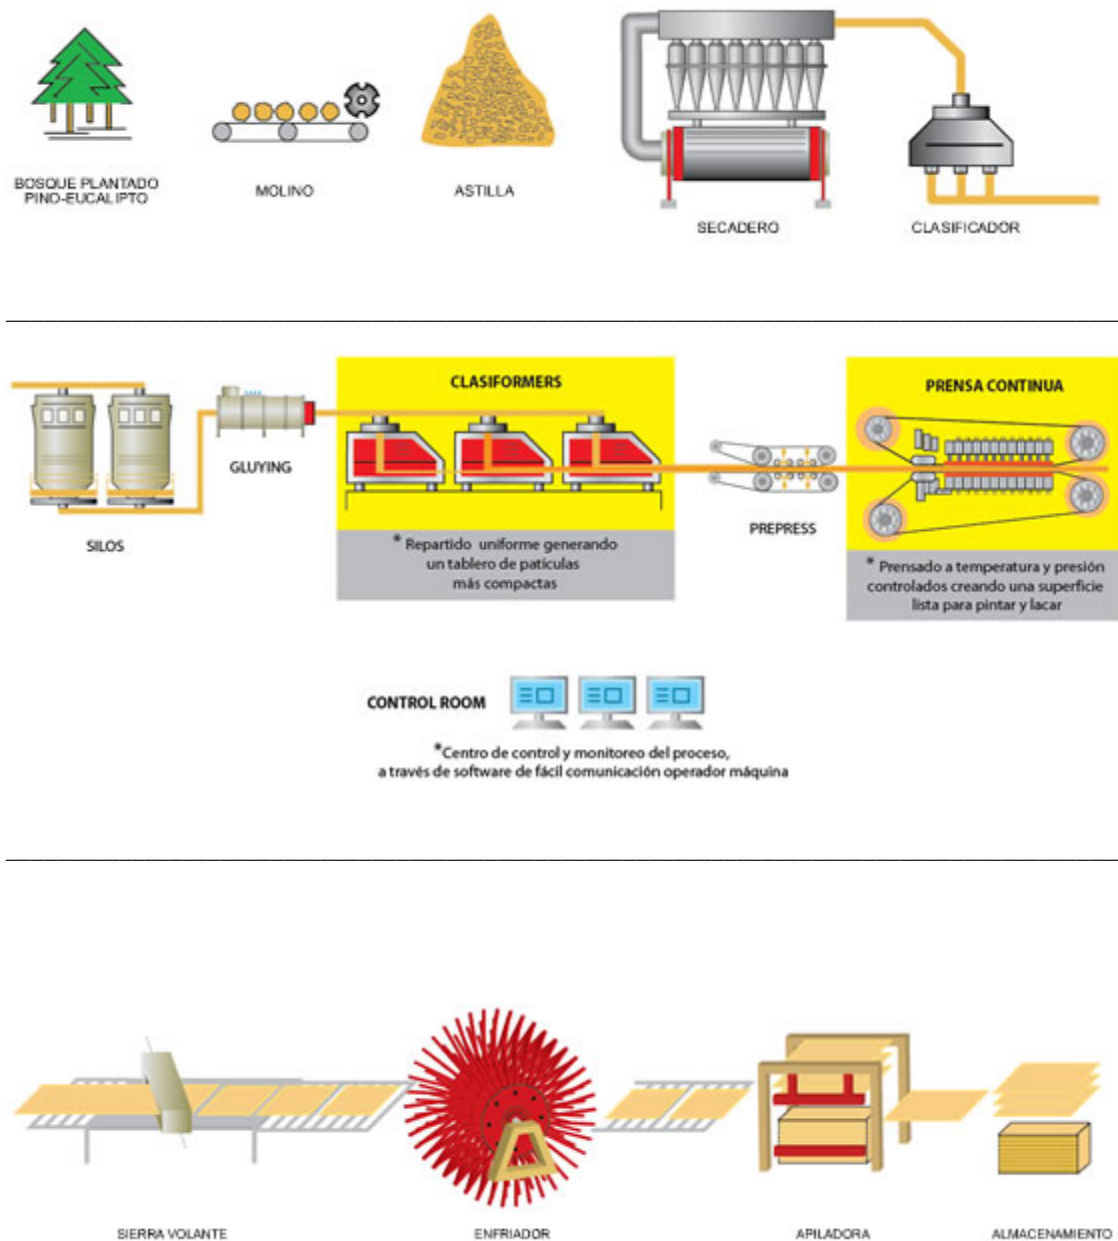 BOSQUE PLANTADO
PINO-EUCALIPTO
MOLINO
ASTILLA
SECADERO
CLASIFICADOR
SILOS
GLUYING
CLASIFORMERS
* Repartido uniforme generando
un tablero de patículas
más compactas
PREPRESS
PRENSA CONTINUA
* Prensado a temperatura y presión
controlados creando una superficie
lista para pintar y lacar
CONTROL ROOM
*Centro de control y monitoreo del proceso,
a través de software de fácil comunicación operador máquina
SIERRA VOLANTE
ENFRIADOR
APILADORA
ALMACENAMIENTO